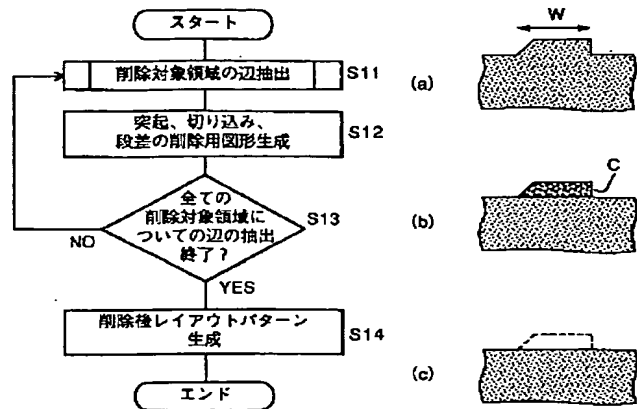 スタート
削除対象領域の辺抽出
S11
突起、切り込み、
段差の削除用図形生成
S12
全ての
削除対象領域に
ついての辺の抽出
終了?
S13
NO
YES
削除後レイアウトパターン
生成
S14
エンド
W
(a)
C
(b)
(c)